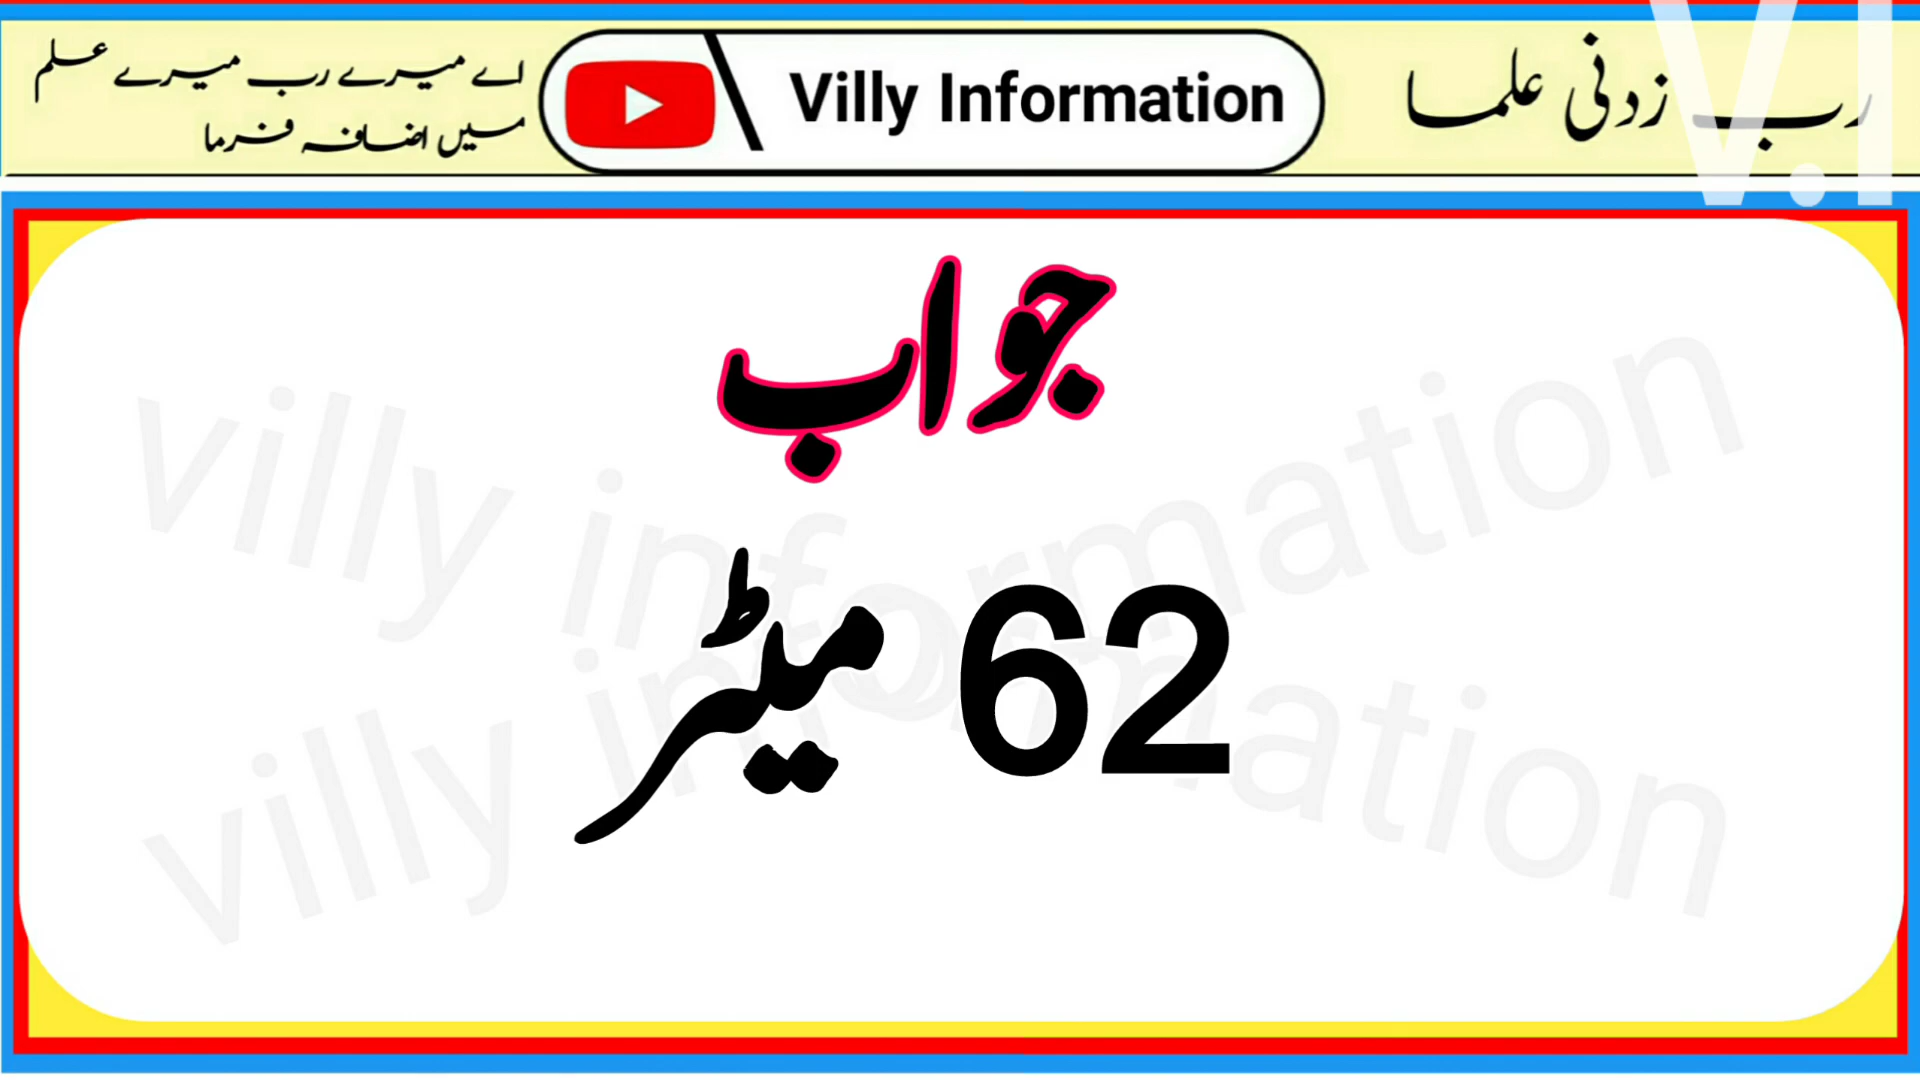 رب زدنی علما
Villy Information
اے میرے رب میرے علم
میں اضافہ فرما
V.I
جواب
62 میٹر
villy information
villy information